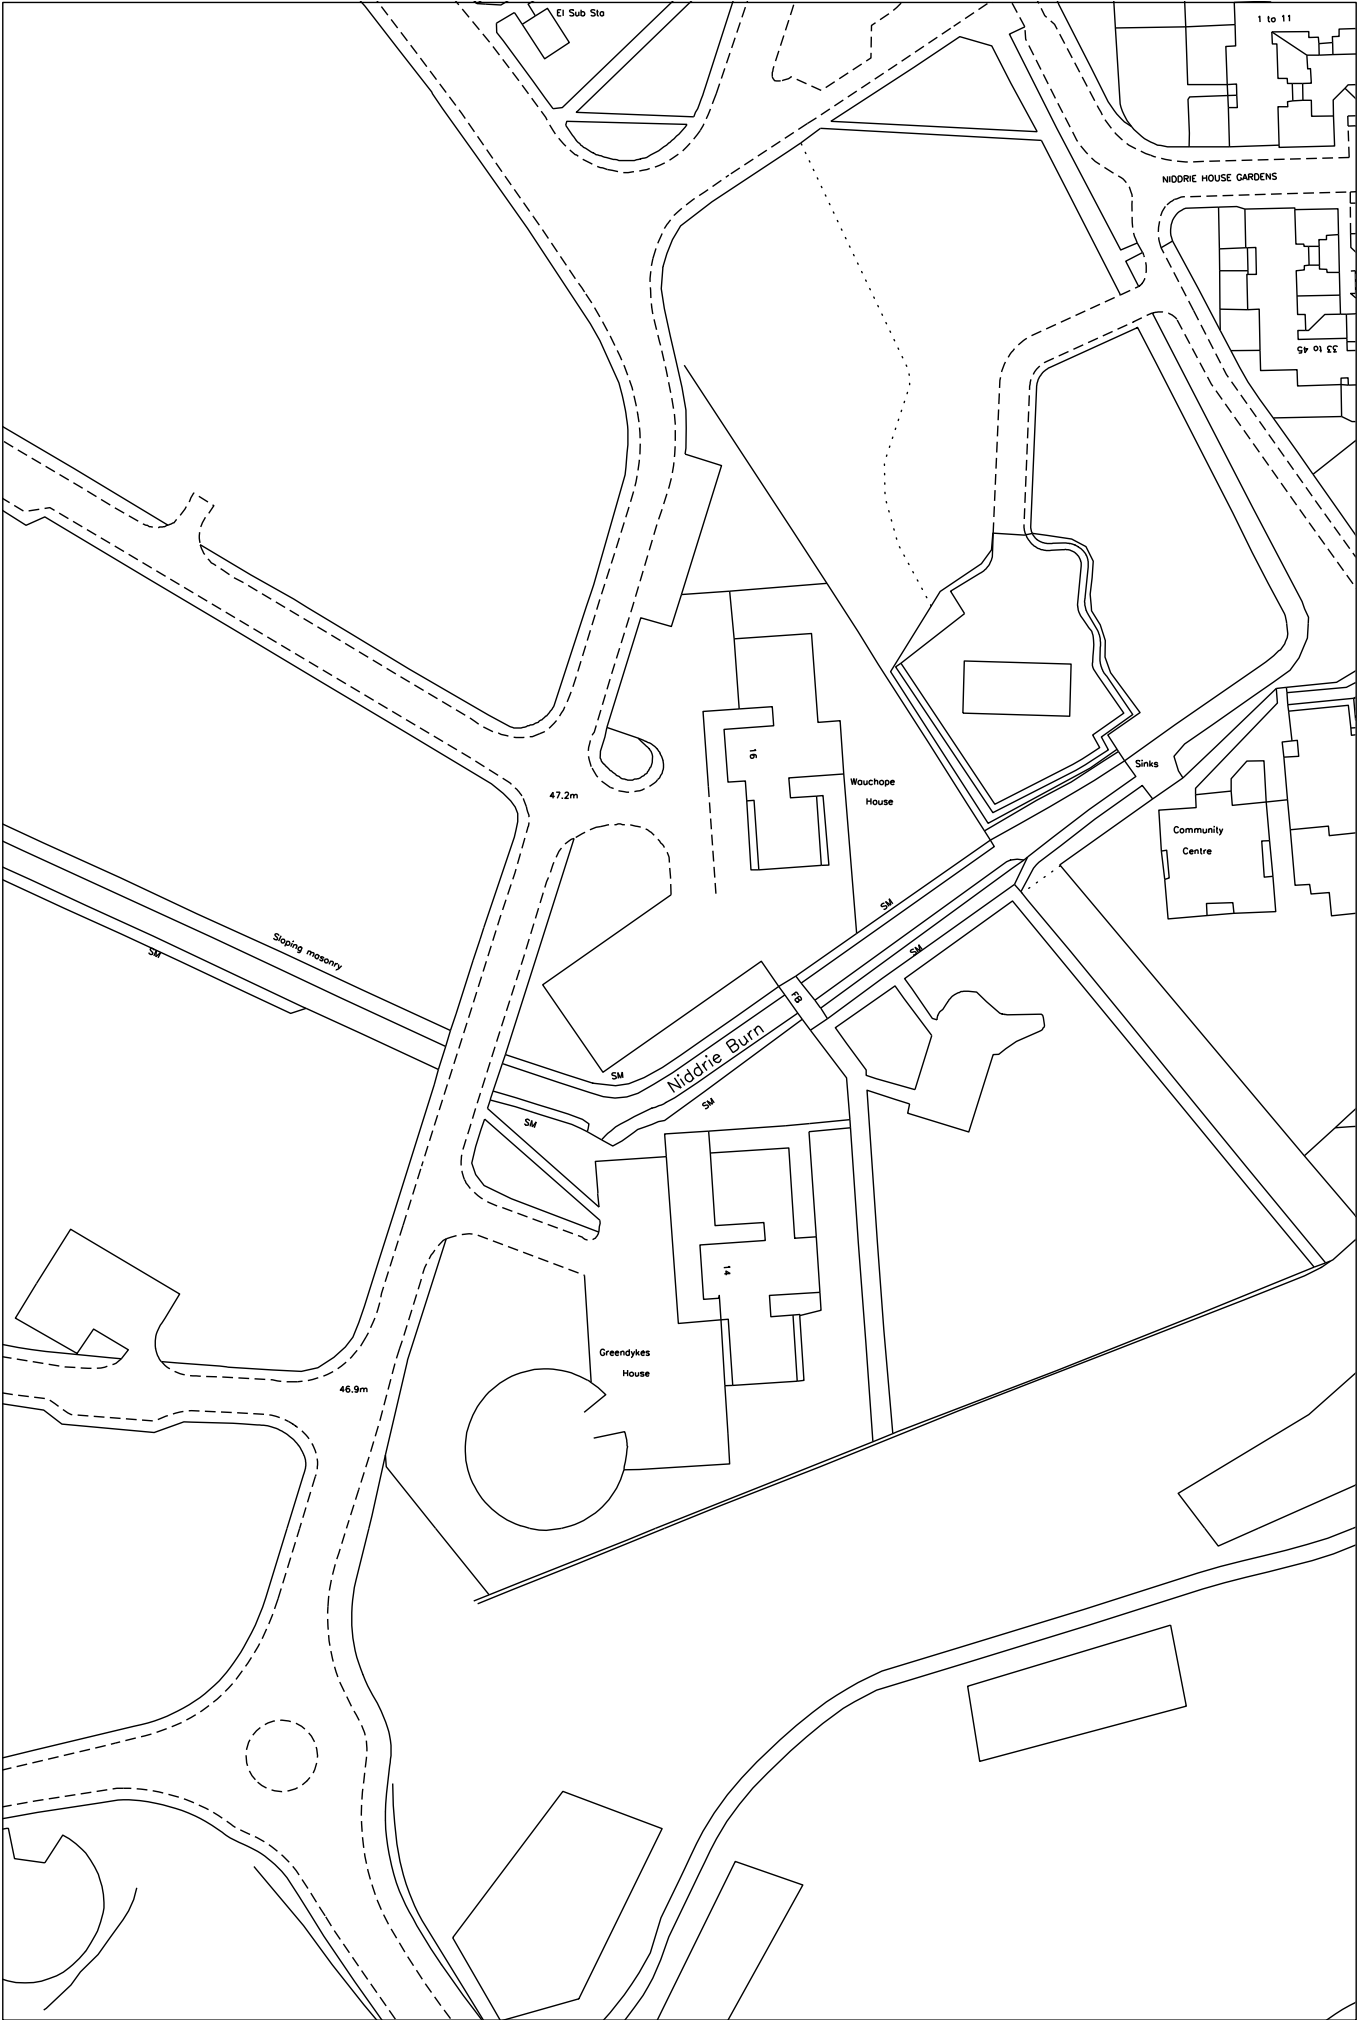 El Sub Sta
1 to 11
NIDDRIE HOUSE GARDENS
33 to 45
16
Wauchope
House
Sinks
47.2m
Community
Centre
SM
Sloping masonry
SM
SM
FB
Niddrie Burn
SM
SM
SM
14
Greendykes
House
46.9m